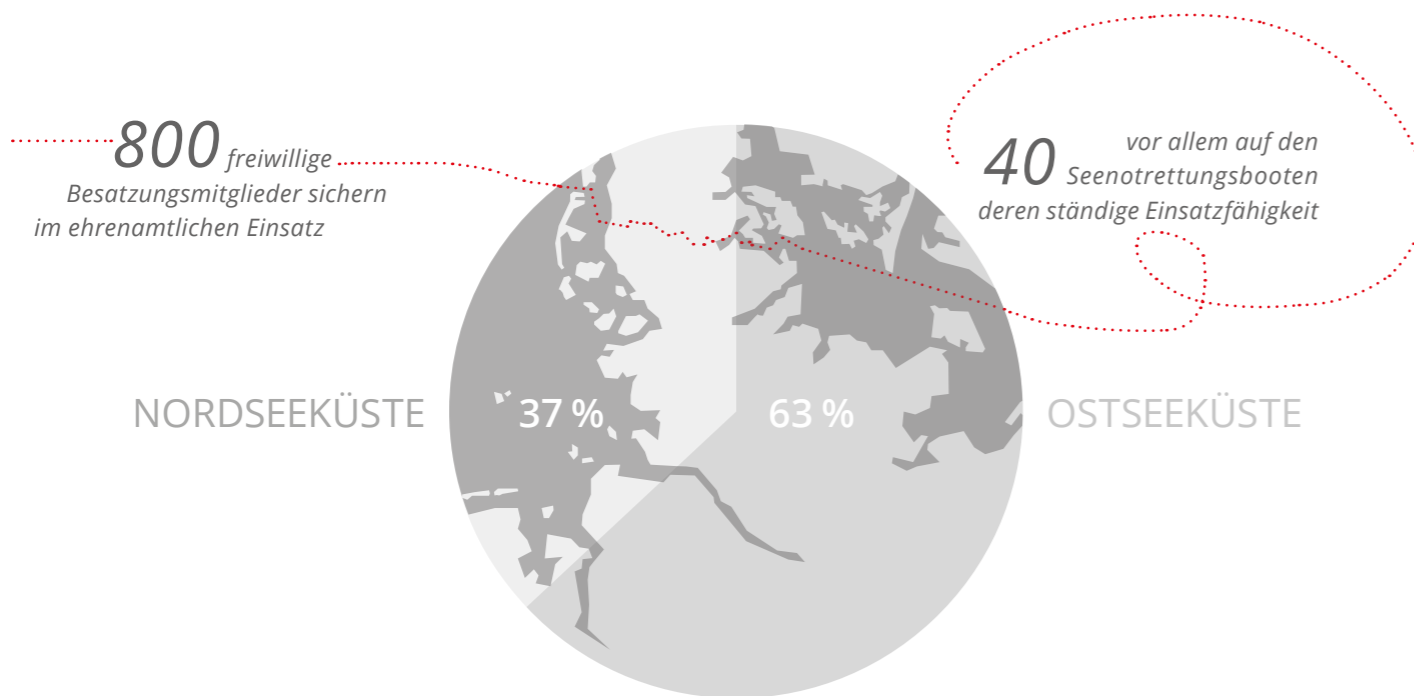 800 freiwillige
Besatzungsmitglieder sichern
im ehrenamtlichen Einsatz
40 vor allem auf den
Seenotrettungsbooten
deren ständige Einsatzfähigkeit
NORDSEEKÜSTE 37 % 63 % OSTSEEKÜSTE